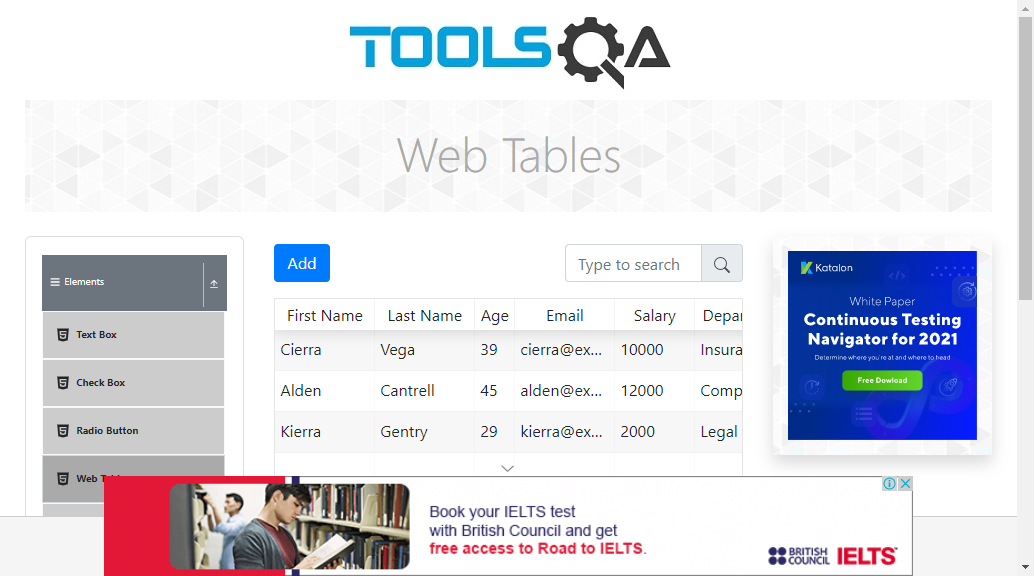 TOOLSQA
Web Tables
Elements
Text Box
Check Box
Radio Button
Web T
Add
Type to search
First Name Last Name Age Email Salary Depar
Cierra Vega 39 cierra@ex... 10000 Insura
Alden Cantrell 45 alden@ex... 12000 Comp
Kierra Gentry 29 kierra@ex... 2000 Legal
Katalon
White Paper
Continuous Testing
Navigator for 2021
Determine where you're at and where to head
Free Dowload
Book your IELTS test
with British Council and get
free access to Road to IELTS.
BRITISH
COUNCIL
IELTS™